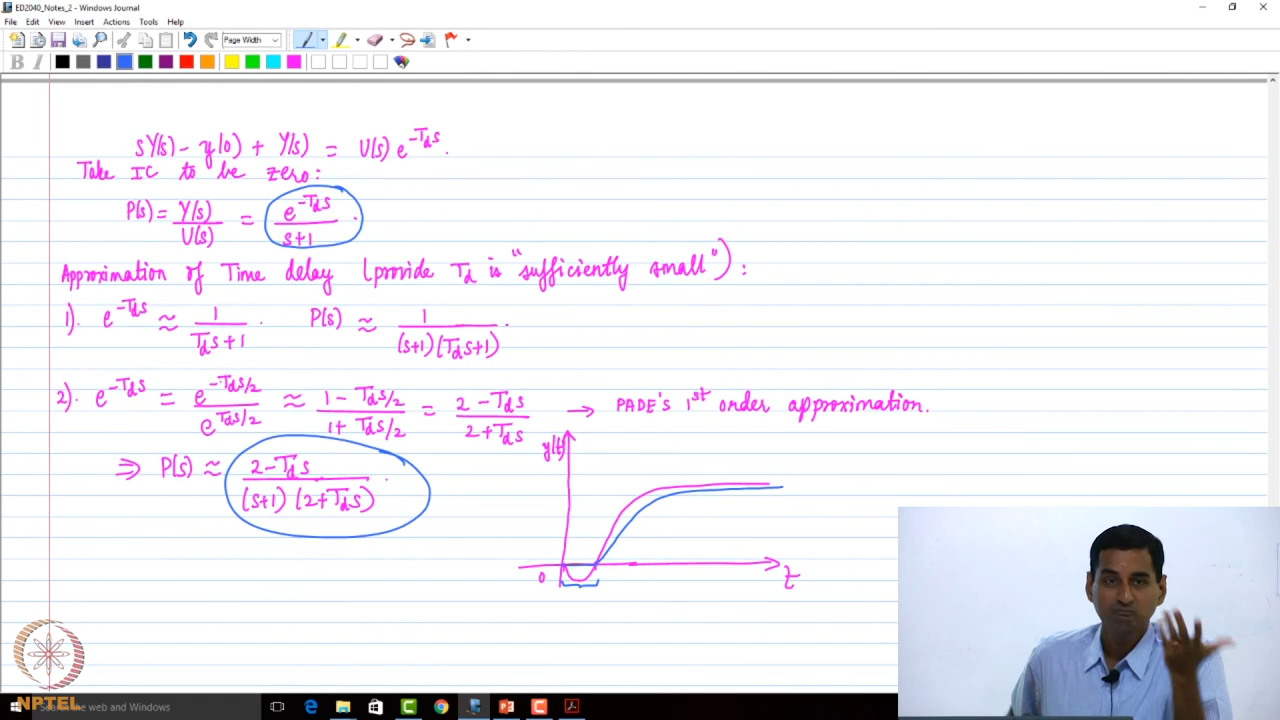 ED2040_Notes_2 - Windows Journal
File Edit View Insert Actions Tools Help
Page Width
B I
sY(s) - y(0) + Y(s) = U(s) e^{-T_d s}.
Take IC to be zero:
P(s) = Y(s)/U(s) = e^{-T_d s}/(s+1).
Approximation of Time delay (provide T_d is "sufficiently small"):
1). e^{-T_d s} ≈ 1/(T_d s+1). P(s) ≈ 1/((s+1)(T_d s+1)).
2). e^{-T_d s} = e^{-T_d s/2}/e^{T_d s/2} ≈ (1 - T_d s/2)/(1 + T_d s/2) = (2 - T_d s)/(2 + T_d s) → PADE'S 1st order approximation.
⇒ P(s) ≈ (2 - T_d s)/((s+1)(2+T_d s)).
y(t)
0
t
NPTEL
Search the web and Windows